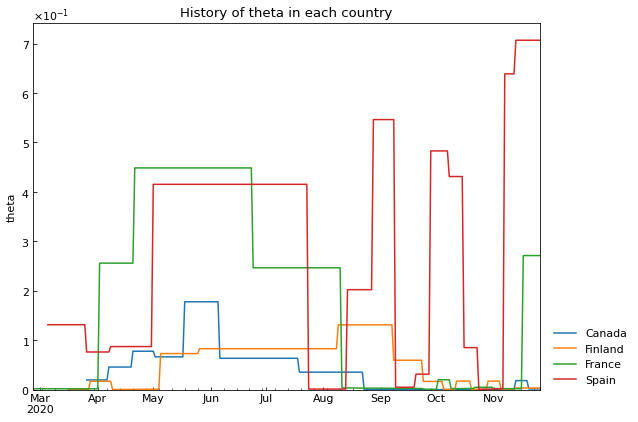 History of theta in each country
×10⁻¹
7
6
5
4
3
2
1
0
theta
Mar Apr May Jun Jul Aug Sep Oct Nov
2020
Canada
Finland
France
Spain